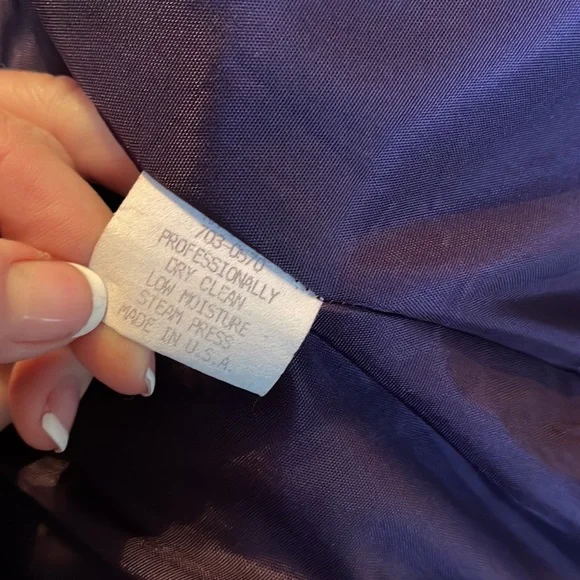 703-0570
PROFESSIONALLY
DRY CLEAN
LOW MOISTURE
STEAM PRESS
MADE IN U.S.A.